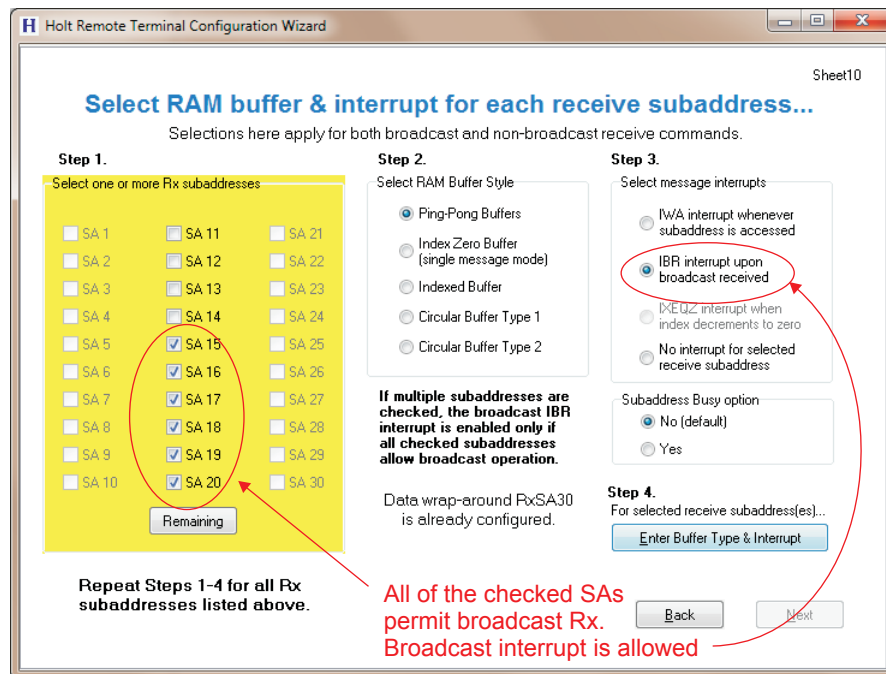 H Holt Remote Terminal Configuration Wizard
Sheet10
Select RAM buffer & interrupt for each receive subaddress...
Selections here apply for both broadcast and non-broadcast receive commands.
Step 1.
Select one or more Rx subaddresses
SA 1
SA 2
SA 3
SA 4
SA 5
SA 6
SA 7
SA 8
SA 9
SA 10
SA 11
SA 12
SA 13
SA 14
SA 15
SA 16
SA 17
SA 18
SA 19
SA 20
SA 21
SA 22
SA 23
SA 24
SA 25
SA 26
SA 27
SA 28
SA 29
SA 30
Remaining
Repeat Steps 1-4 for all Rx
subaddresses listed above.
Step 2.
Select RAM Buffer Style
Ping-Pong Buffers
Index Zero Buffer
(single message mode)
Indexed Buffer
Circular Buffer Type 1
Circular Buffer Type 2
If multiple subaddresses are
checked, the broadcast IBR
interrupt is enabled only if
all checked subaddresses
allow broadcast operation.
Data wrap-around RxSA30
is already configured.
Step 3.
Select message interrupts
IWA interrupt whenever
subaddress is accessed
IBR interrupt upon
broadcast received
IXEQZ interrupt when
index decrements to zero
No interrupt for selected
receive subaddress
Subaddress Busy option
No (default)
Yes
Step 4.
For selected receive subaddress(es)...
Enter Buffer Type & Interrupt
All of the checked SAs
permit broadcast Rx.
Broadcast interrupt is allowed
Back
Next